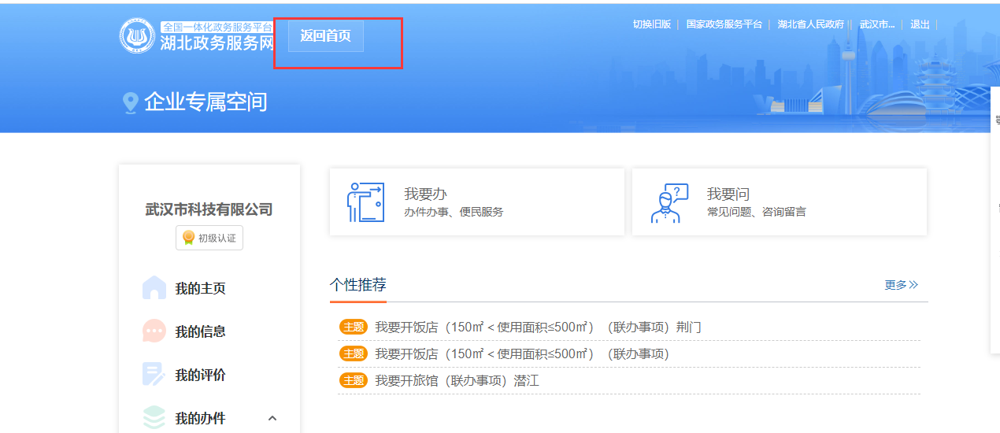 全国一体化政务服务平台
湖北政务服务网
返回首页
切换旧版 | 国家政务服务平台 | 湖北省人民政府 || 武汉市... | 退出 |
企业专属空间
武汉市科技有限公司
初级认证
我的主页
我的信息
我的评价
我的办件
我要办
办件办事、便民服务
我要问
常见问题、咨询留言
个性推荐
更多
主题 我要开饭店（150㎡＜使用面积≤500㎡）（联办事项）荆门
主题 我要开饭店（150㎡＜使用面积≤500㎡）（联办事项）
主题 我要开旅馆（联办事项）潜江